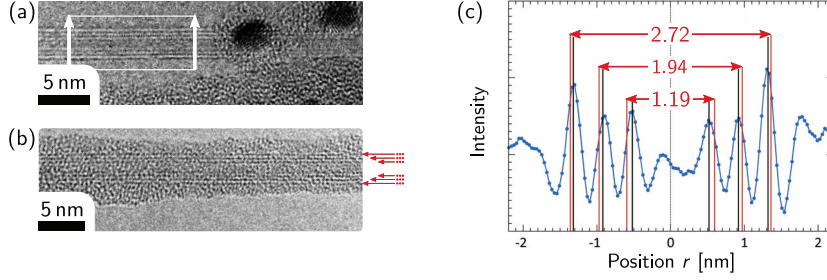 (a)
5 nm
(b)
5 nm
(c)
Intensity
2.72
1.94
1.19
-2 -1 0 1 2
Position r [nm]